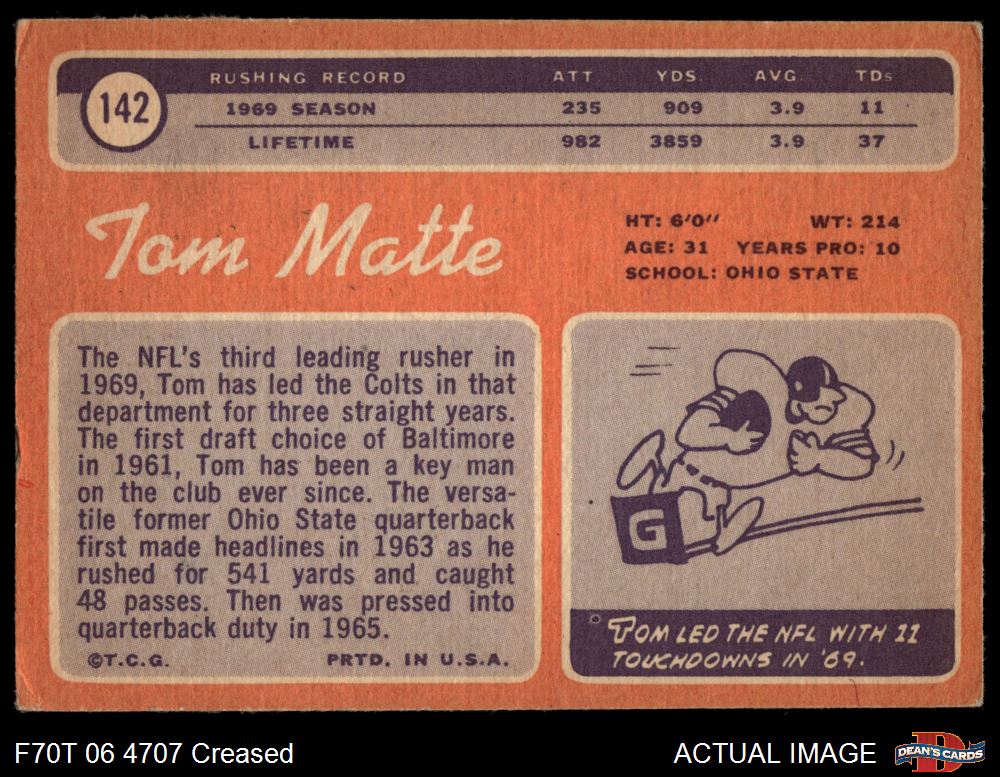 142
RUSHING RECORD ATT YDS. AVG. TDs
1969 SEASON 235 909 3.9 11
LIFETIME 982 3859 3.9 37
Tom Matte
HT: 6'0" WT: 214
AGE: 31 YEARS PRO: 10
SCHOOL: OHIO STATE
The NFL's third leading rusher in
1969, Tom has led the Colts in that
department for three straight years.
The first draft choice of Baltimore
in 1961, Tom has been a key man
on the club ever since. The versa-
tile former Ohio State quarterback
first made headlines in 1963 as he
rushed for 541 yards and caught
48 passes. Then was pressed into
quarterback duty in 1965.
©T.C.G. PRTD. IN U.S.A.
G
TOM LED THE NFL WITH 11
TOUCHDOWNS IN '69.
F70T 06 4707 Creased
ACTUAL IMAGE
D
DEAN'S CARDS